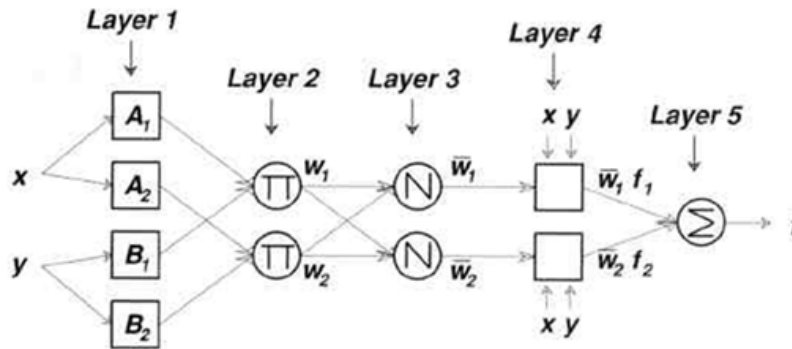 Layer 1
Layer 2
Layer 3
Layer 4
Layer 5
x
y
A₁
A₂
B₁
B₂
Π
Π
w₁
w₂
N
N
w̅₁
w̅₂
x y
x y
w̅₁ f₁
w̅₂ f₂
Σ